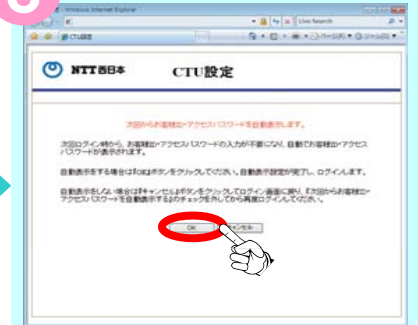 Windows Internet Explorer
Live Search
CTU設定
NTT西日本
CTU設定
次回からお客様ID・アクセスパスワードを自動表示します。
次回ログイン時から、お客様ID・アクセスパスワードの入力が不要になり、自動でお客様ID・アクセス
パスワードが表示されます。
自動表示をする場合は「OK」ボタンをクリックしてください。自動表示設定が完了し、ログインします。
自動表示をしない場合は「キャンセル」ボタンをクリックしてログイン画面に戻り、「次回からお客様ID・
アクセスパスワードを自動表示する」のチェックを外してから再度ログインしてください。
OK
キャンセル